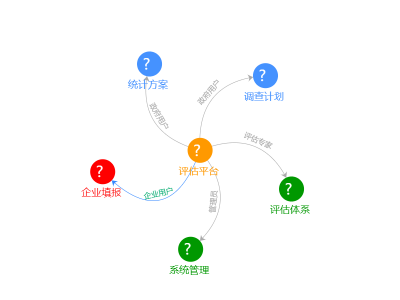 ?
统计方案
?
调查计划
政府用户
政府用户
评估专家
?
评估平台
?
企业填报
企业用户
管理员
?
评估体系
?
系统管理